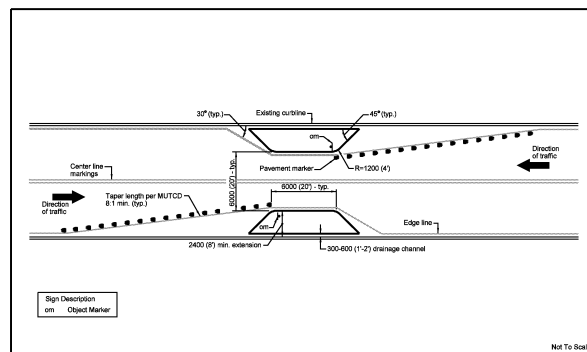 30° (typ.)
Existing curbline
45° (typ.)
om
Pavement marker
R=1200 (4')
Direction
of traffic
Center line
markings
6000 (20') - typ.
6000 (20') - typ.
Direction
of traffic
Taper length per MUTCD
8:1 min. (typ.)
om
Edge line
2400 (8') min. extension
300-600 (1'-2') drainage channel
Sign Description
om Object Marker
Not To Scal